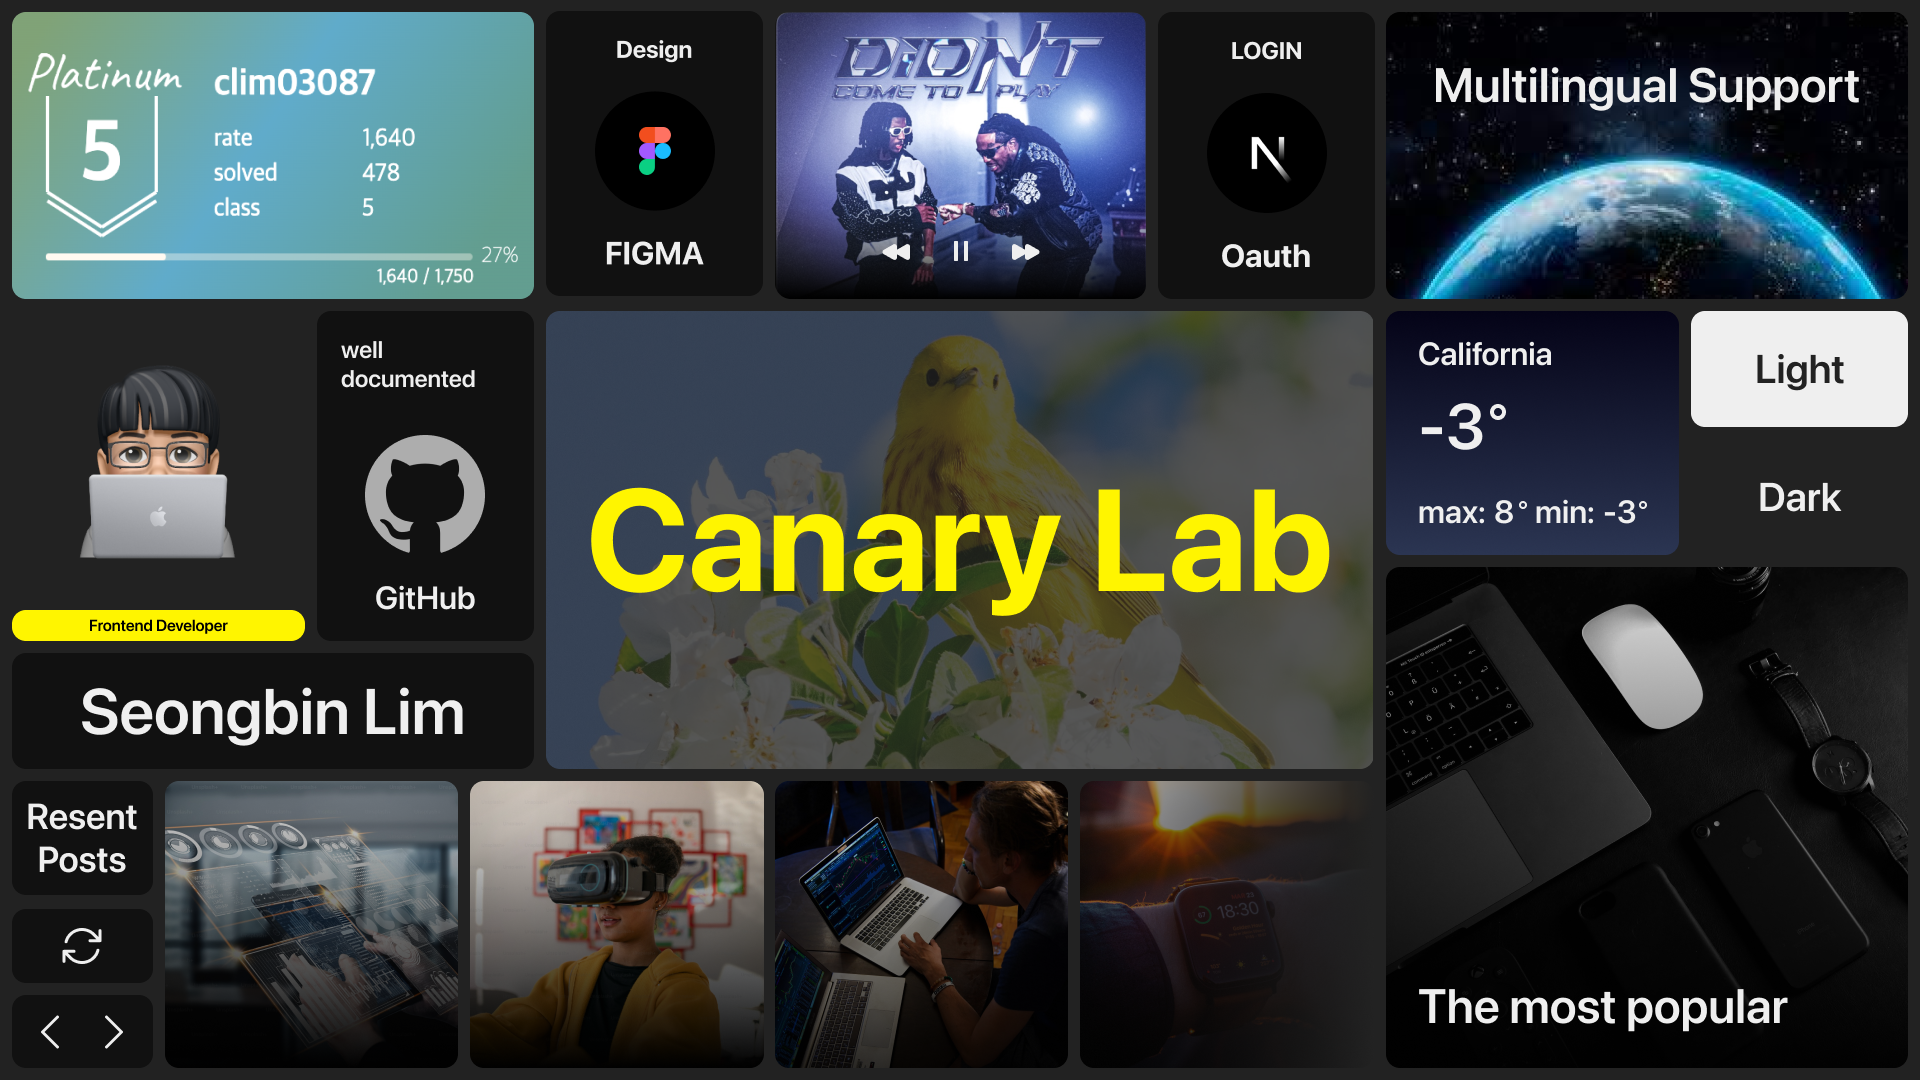 Platinum
5
clim03087
rate 1,640
solved 478
class 5
27%
1,640 / 1,750
Design
FIGMA
DIDN'T
COME TO PLAY
LOGIN
Oauth
Multilingual Support
well
documented
GitHub
Frontend Developer
Seongbin Lim
Canary Lab
California
-3°
max: 8° min: -3°
Light
Dark
Resent
Posts
18:30
The most popular